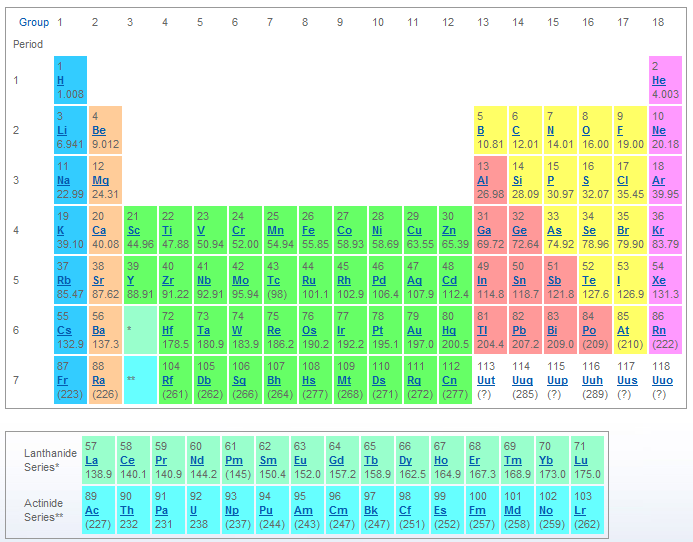 Group 1 2 3 4 5 6 7 8 9 10 11 12 13 14 15 16 17 18
Period
1 2
1 H He
1.008 4.003
3 4 5 6 7 8 9 10
2 Li Be B C N O F Ne
6.941 9.012 10.81 12.01 14.01 16.00 19.00 20.18
11 12 13 14 15 16 17 18
3 Na Mg Al Si P S Cl Ar
22.99 24.31 26.98 28.09 30.97 32.07 35.45 39.95
19 20 21 22 23 24 25 26 27 28 29 30 31 32 33 34 35 36
4 K Ca Sc Ti V Cr Mn Fe Co Ni Cu Zn Ga Ge As Se Br Kr
39.10 40.08 44.96 47.88 50.94 52.00 54.94 55.85 58.93 58.69 63.55 65.39 69.72 72.64 74.92 78.96 79.90 83.79
37 38 39 40 41 42 43 44 45 46 47 48 49 50 51 52 53 54
5 Rb Sr Y Zr Nb Mo Tc Ru Rh Pd Ag Cd In Sn Sb Te I Xe
85.47 87.62 88.91 91.22 92.91 95.94 (98) 101.1 102.9 106.4 107.9 112.4 114.8 118.7 121.8 127.6 126.9 131.3
55 56 72 73 74 75 76 77 78 79 80 81 82 83 84 85 86
6 Cs Ba * Hf Ta W Re Os Ir Pt Au Hg Tl Pb Bi Po At Rn
132.9 137.3 178.5 180.9 183.9 186.2 190.2 192.2 195.1 197.0 200.5 204.4 207.2 209.0 (209) (210) (222)
87 88 104 105 106 107 108 109 110 111 112 113 114 115 116 117 118
7 Fr Ra ** Rf Db Sg Bh Hs Mt Ds Rg Cn Uut Uuq Uup Uuh Uus Uuo
(223) (226) (261) (262) (266) (264) (277) (268) (271) (272) (277) (?) (285) (?) (289) (?) (?)
57 58 59 60 61 62 63 64 65 66 67 68 69 70 71
Lanthanide La Ce Pr Nd Pm Sm Eu Gd Tb Dy Ho Er Tm Yb Lu
Series* 138.9 140.1 140.9 144.2 (145) 150.4 152.0 157.2 158.9 162.5 164.9 167.3 168.9 173.0 175.0
89 90 91 92 93 94 95 96 97 98 99 100 101 102 103
Actinide Ac Th Pa U Np Pu Am Cm Bk Cf Es Fm Md No Lr
Series** (227) 232 231 238 (237) (244) (243) (247) (247) (251) (252) (257) (258) (259) (262)